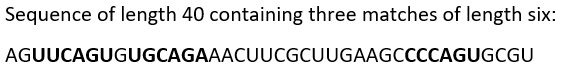 Sequence of length 40 containing three matches of length six:
AGUUCAGUGUGCAGAAACUUCGCUUGAAGCCCCAGUGCGU